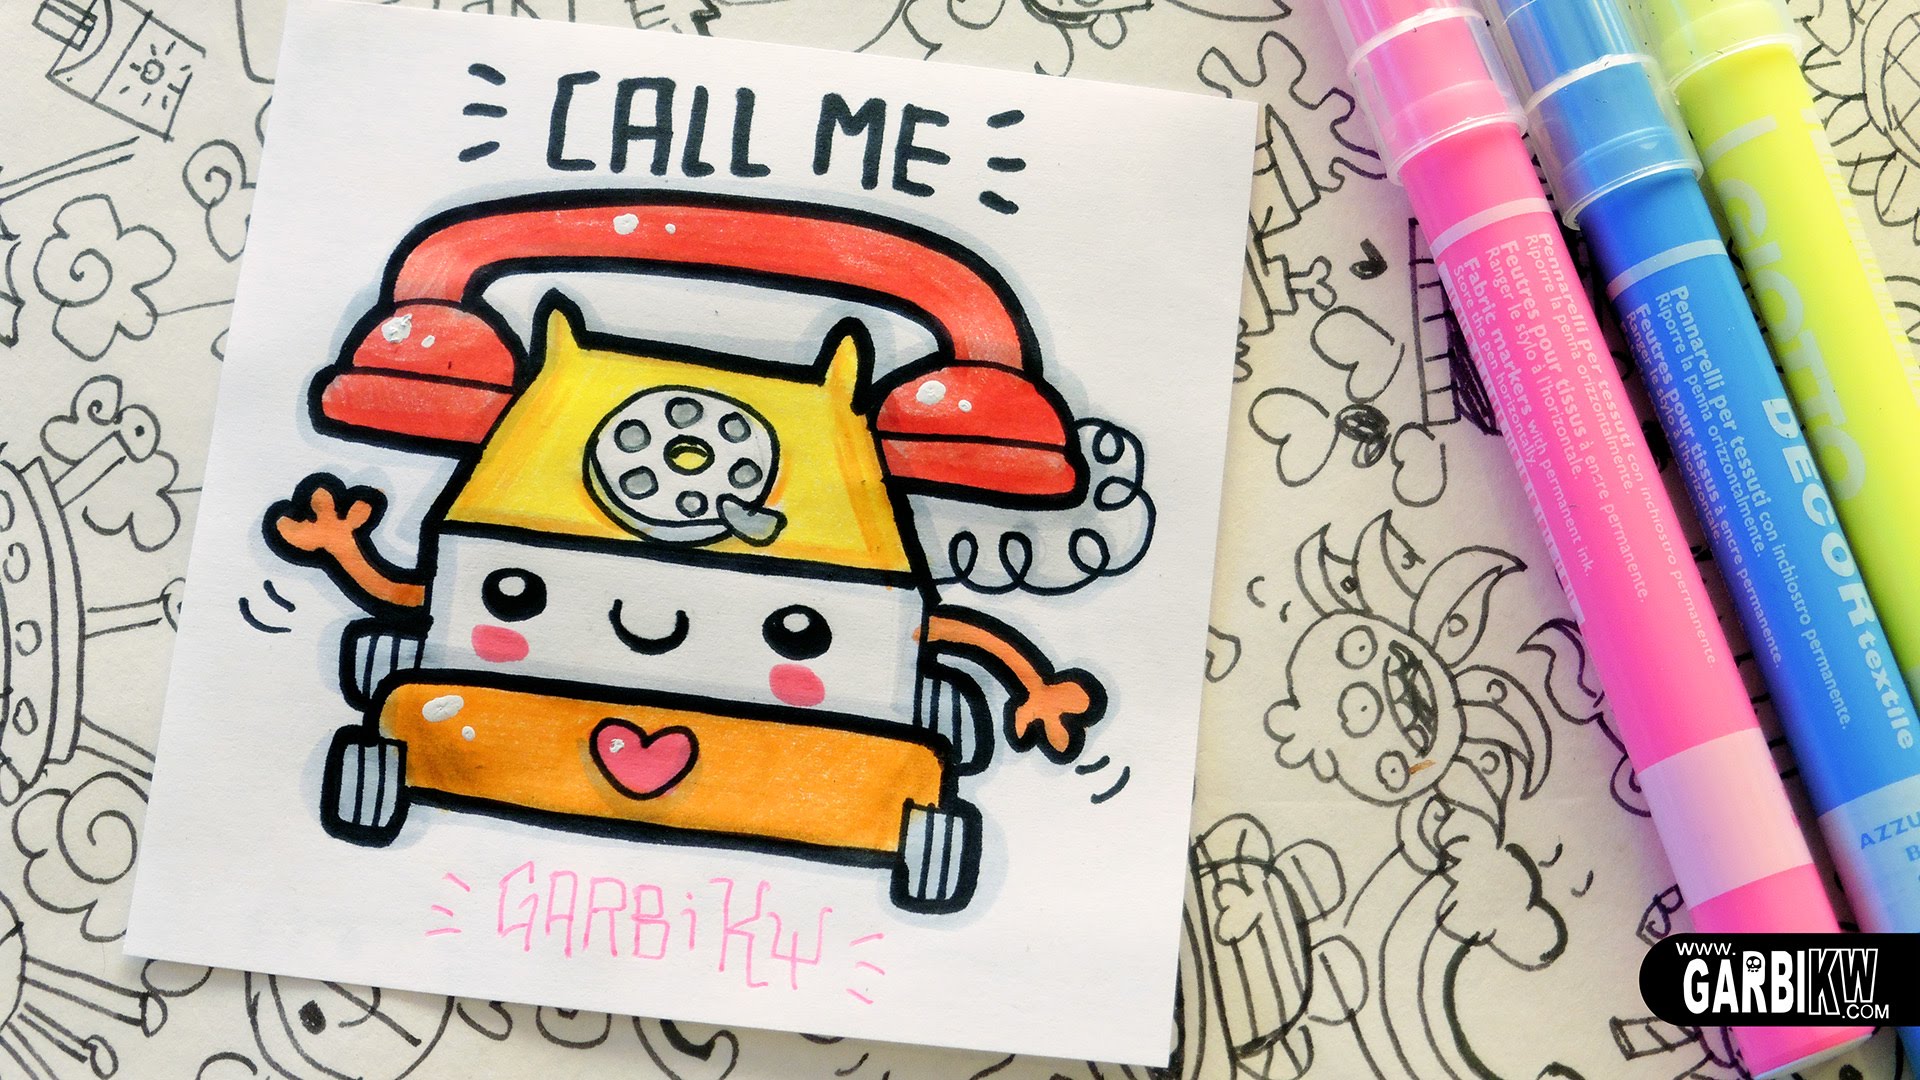 CALL ME
GARBiKW
Pennarelli per tessuti con inchiostro permanente.
Riporre la penna orizzontalmente.
Feutres pour tissus à encre permanente.
Ranger le stylo à l'horizontale.
Fabric markers with permanent ink.
Store the pen horizontally.
Pennarelli per tessuti con inchiostro permanente.
Riporre la penna orizzontalmente.
Feutres pour tissus à encre permanente.
Ranger le stylo à l'horizontale.
DECOR textile
GIOTTO
www.
GARBIKW
.COM